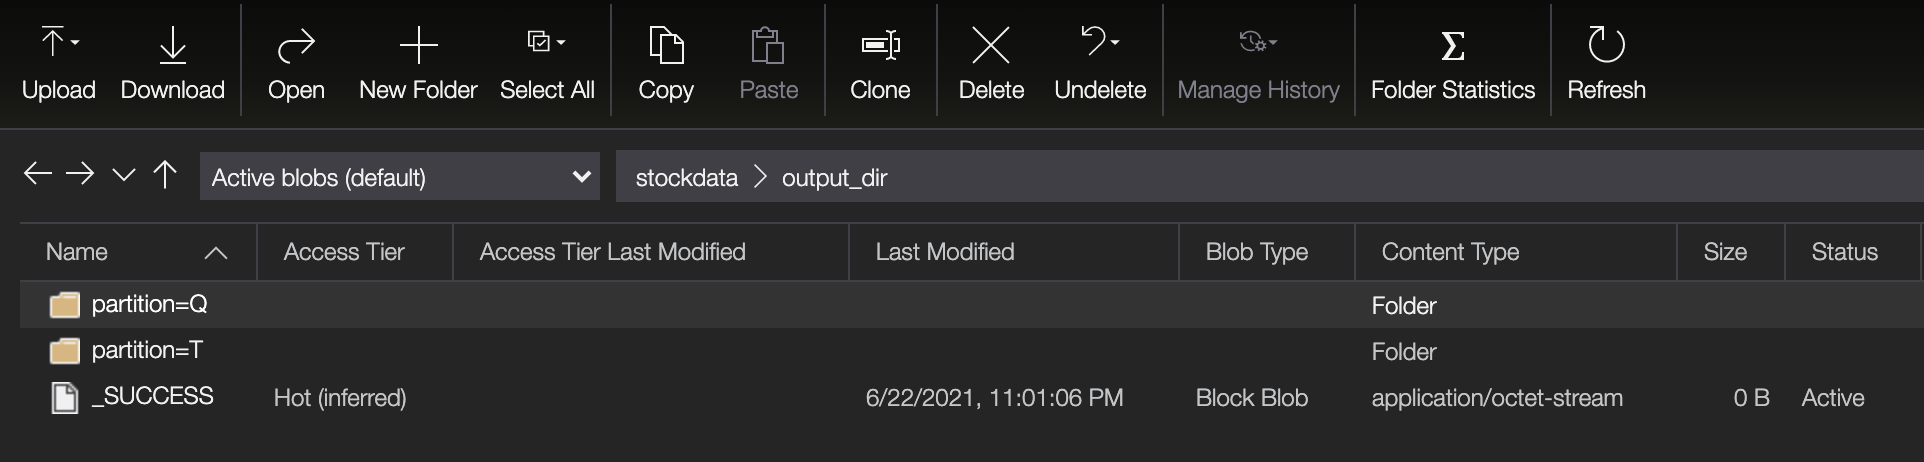 Upload Download Open New Folder Select All Copy Paste Clone Delete Undelete Manage History Folder Statistics Refresh
Active blobs (default) stockdata output_dir
Name Access Tier Access Tier Last Modified Last Modified Blob Type Content Type Size Status
partition=Q Folder
partition=T Folder
_SUCCESS Hot (inferred) 6/22/2021, 11:01:06 PM Block Blob application/octet-stream 0 B Active